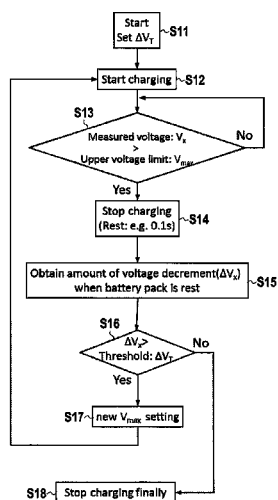 Start
Set ΔV_T
S11
Start charging
S12
S13
Measured voltage: V_x
>
Upper voltage limit: V_max
No
Yes
Stop charging
(Rest: e.g. 0.1s)
S14
Obtain amount of voltage decrement(ΔV_x)
when battery pack is rest
S15
S16
ΔV_x>
Threshold: ΔV_T
No
Yes
S17
new V_max setting
S18
Stop charging finally